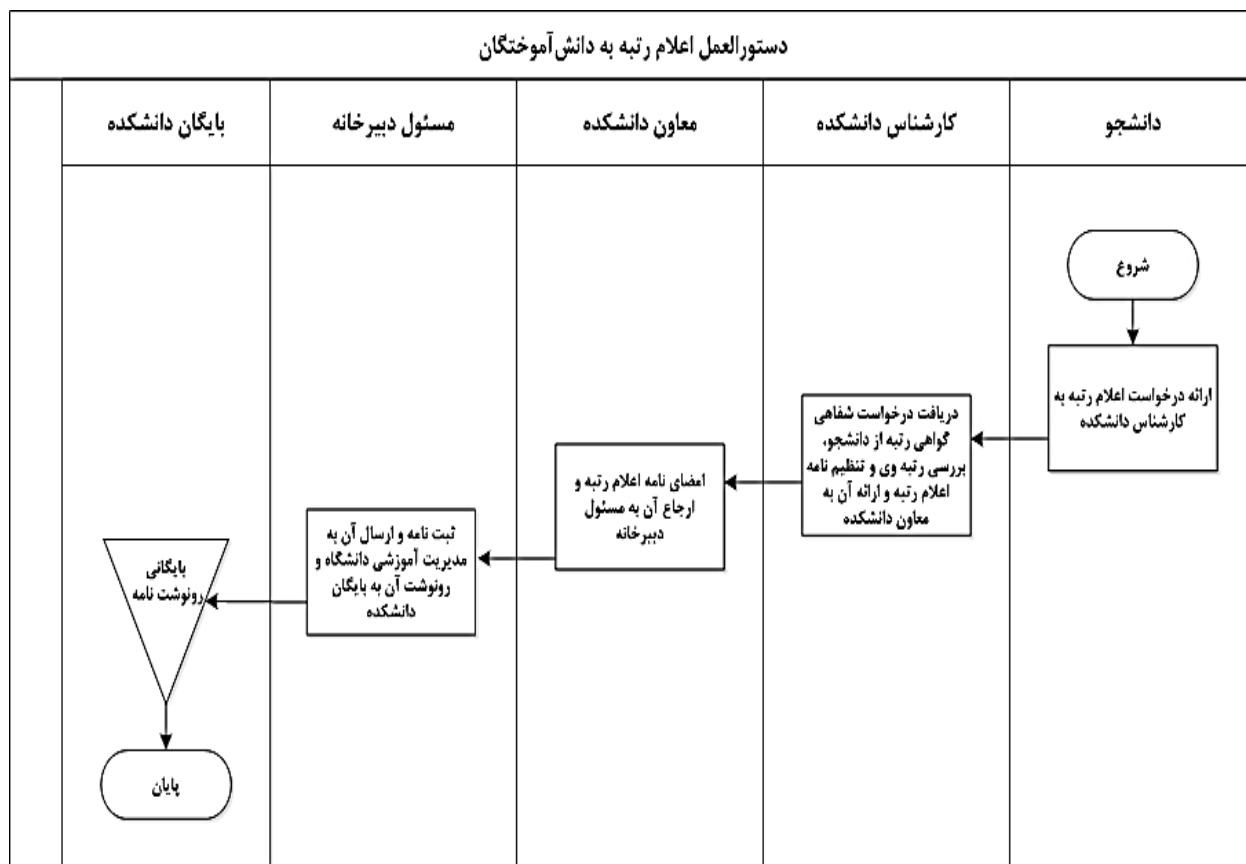 دستورالعمل اعلام رتبه به دانش‌آموختگان
دانشجو
کارشناس دانشکده
معاون دانشکده
مسئول دبیرخانه
بایگان دانشکده
شروع
ارائه درخواست اعلام رتبه به
کارشناس دانشکده
دریافت درخواست شفاهی
گواهی رتبه از دانشجو،
بررسی رتبه وی و تنظیم نامه
اعلام رتبه و ارائه آن به
معاون دانشکده
امضای نامه اعلام رتبه و
ارجاع آن به مسئول
دبیرخانه
ثبت نامه و ارسال آن به
مدیریت آموزشی دانشگاه و
رونوشت آن به بایگان
دانشکده
بایگانی
رونوشت نامه
پایان